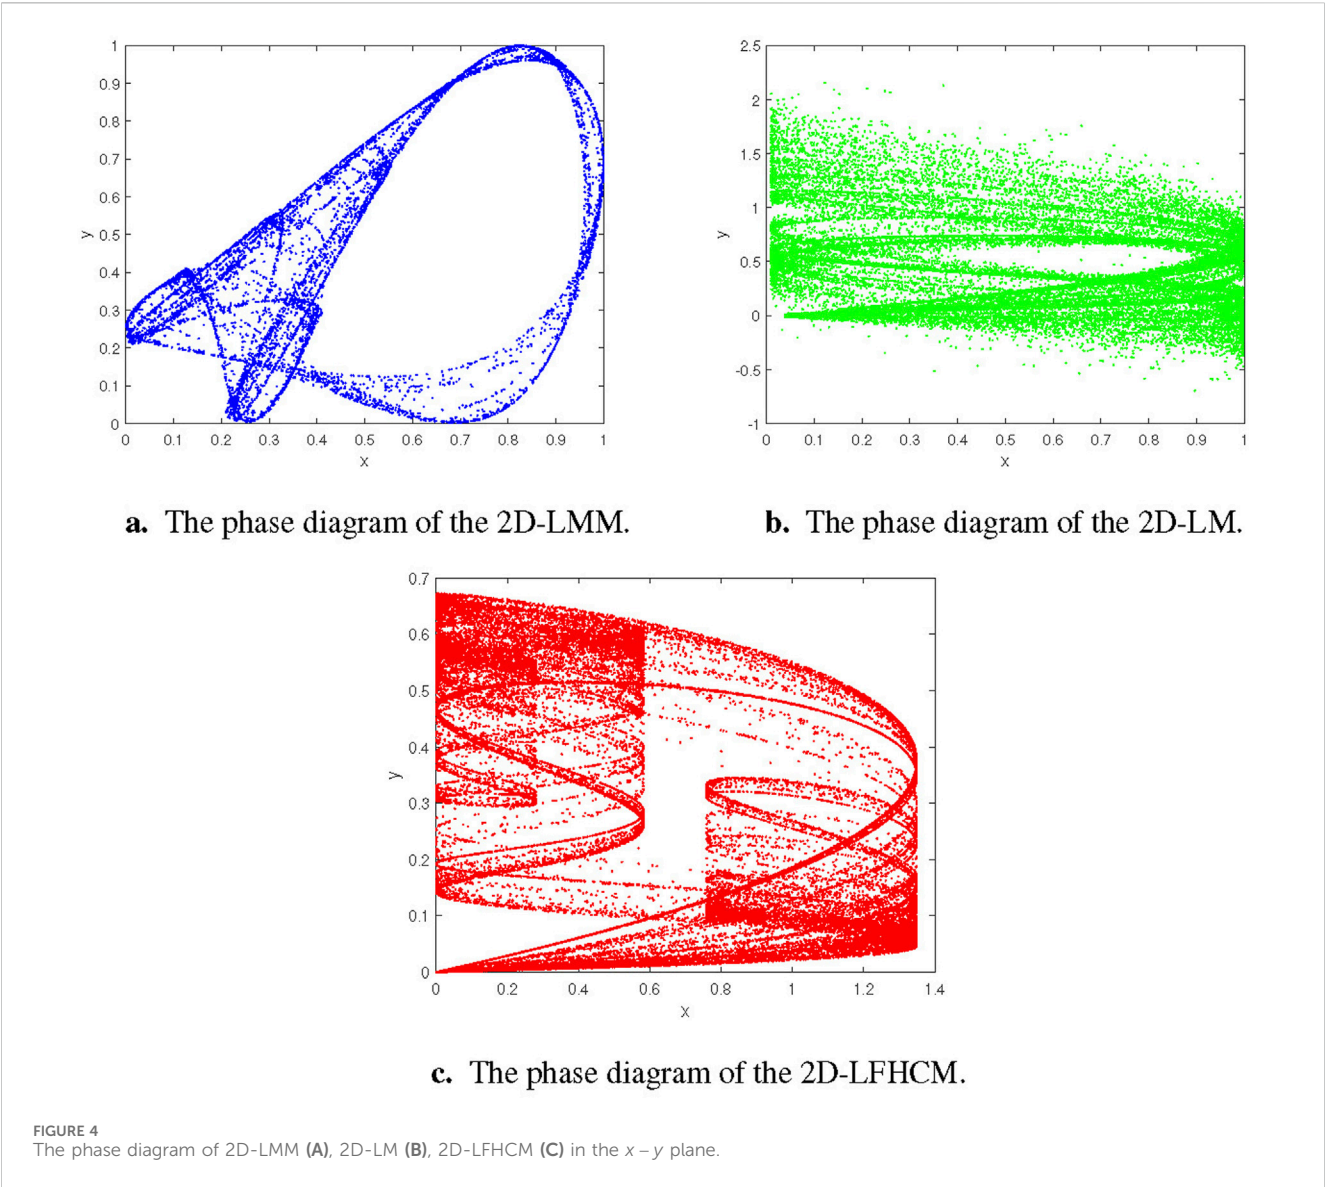 1
0.9
0.8
0.7
0.6
0.5
0.4
0.3
0.2
0.1
0
y
0 0.1 0.2 0.3 0.4 0.5 0.6 0.7 0.8 0.9 1
x
a. The phase diagram of the 2D-LMM.
2.5
2
1.5
1
0.5
0
-0.5
-1
y
0 0.1 0.2 0.3 0.4 0.5 0.6 0.7 0.8 0.9 1
x
b. The phase diagram of the 2D-LM.
0.7
0.6
0.5
0.4
0.3
0.2
0.1
0
y
0 0.2 0.4 0.6 0.8 1 1.2 1.4
x
c. The phase diagram of the 2D-LFHCM.
FIGURE 4
The phase diagram of 2D-LMM (A), 2D-LM (B), 2D-LFHCM (C) in the x – y plane.